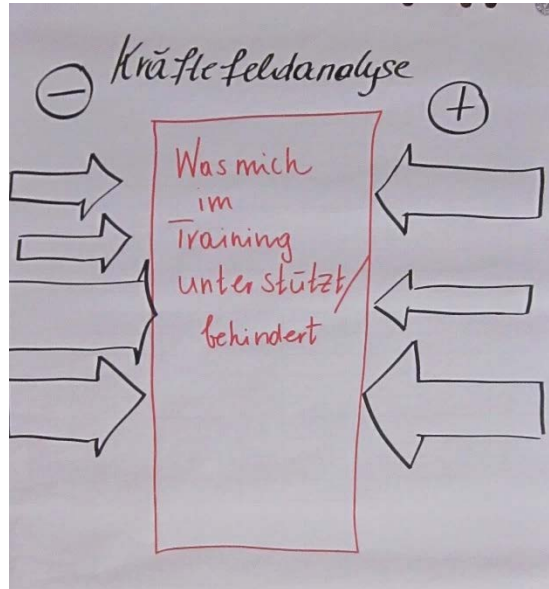 Kräftefeldanalyse
− +
Was mich
im
Training
unterstützt/
behindert